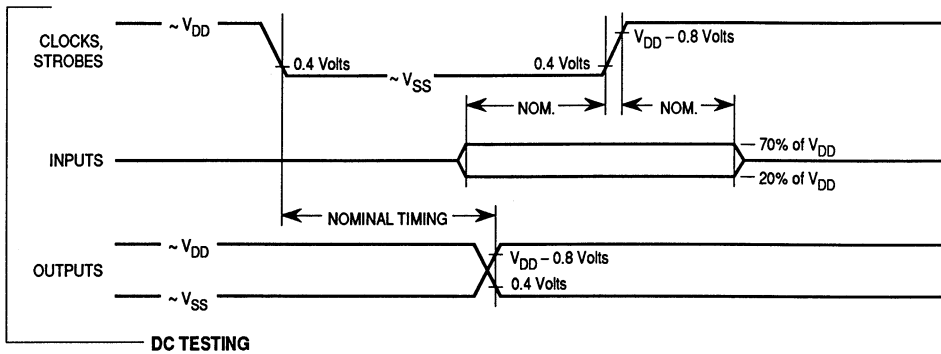 ~ VDD
CLOCKS,
STROBES
0.4 Volts
~ VSS
0.4 Volts
VDD – 0.8 Volts
NOM.
NOM.
INPUTS
70% of VDD
20% of VDD
NOMINAL TIMING
OUTPUTS
~ VDD
VDD – 0.8 Volts
0.4 Volts
~ VSS
DC TESTING